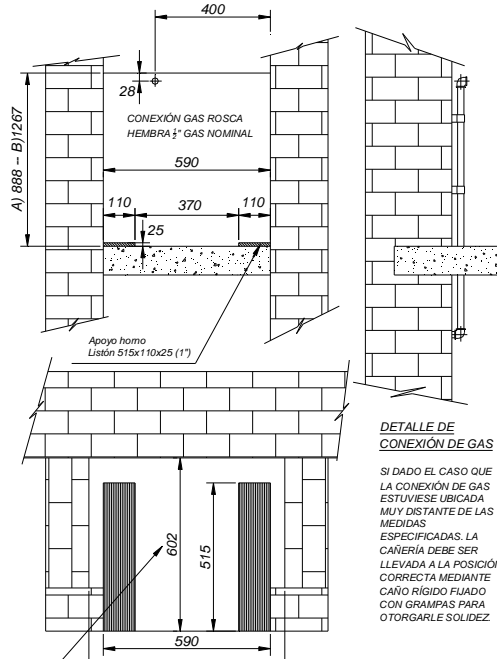 400
28
CONEXIÓN GAS ROSCA
HEMBRA ½" GAS NOMINAL
A) 888 -- B)1267
590
110
370
110
25
Apoyo horno
Listón 515x110x25 (1")
602
515
590
DETALLE DE
CONEXIÓN DE GAS
SI DADO EL CASO QUE
LA CONEXIÓN DE GAS
ESTUVIESE UBICADA
MUY DISTANTE DE LAS
MEDIDAS
ESPECIFICADAS. LA
CAÑERÍA DEBE SER
LLEVADA A LA POSICIÓN
CORRECTA MEDIANTE
CAÑO RÍGIDO FIJADO
CON GRAMPAS PARA
OTORGARLE SOLIDEZ.